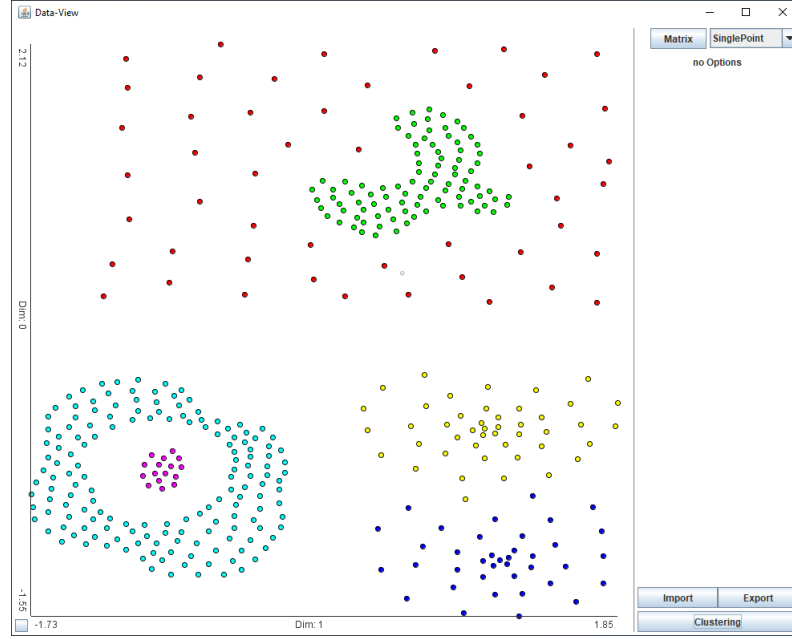 Data-View
2.12
Matrix
SinglePoint
no Options
Dim: 0
-1.55
Import
Export
-1.73
Dim: 1
1.85
Clustering